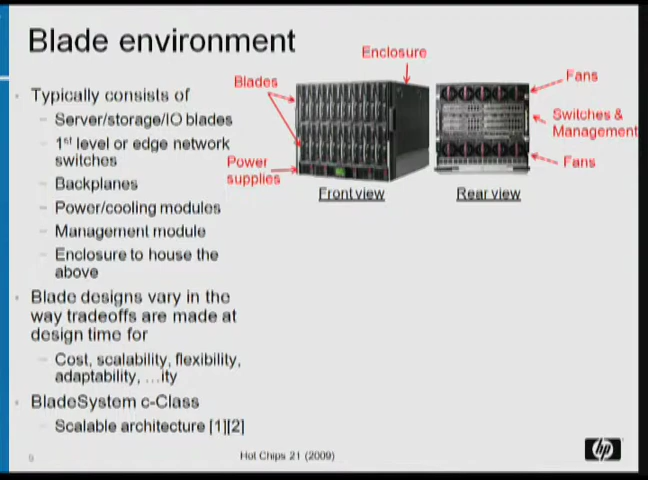 Blade environment
Typically consists of
Server/storage/IO blades
1st level or edge network
switches
Backplanes
Power/cooling modules
Management module
Enclosure to house the
above
Blade designs vary in the
way tradeoffs are made at
design time for
Cost, scalability, flexibility,
adaptability, …ity
BladeSystem c-Class
Scalable architecture [1][2]
Enclosure
Blades
Power
supplies
Front view
Fans
Switches &
Management
Fans
Rear view
Hot Chips 21 (2009)
hp